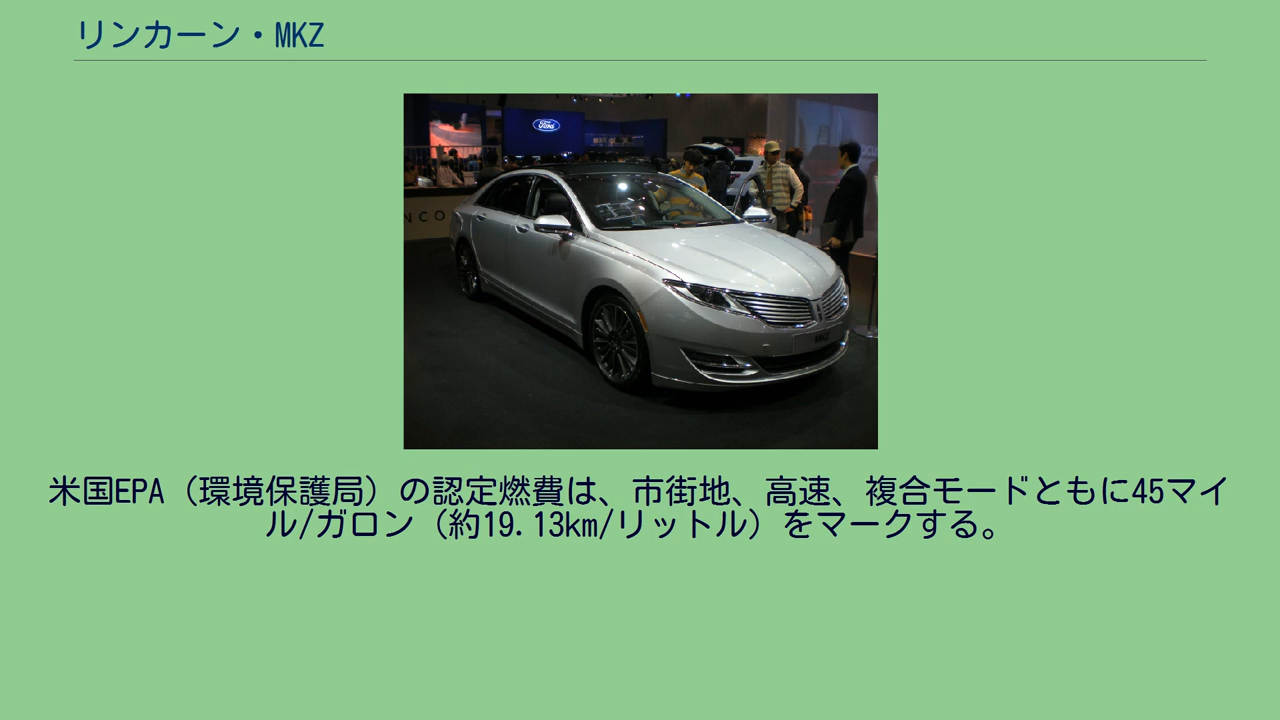 リンカーン・MKZ
Ford
NCO
MKZ
米国EPA（環境保護局）の認定燃費は、市街地、高速、複合モードともに45マイ
ル/ガロン（約19.13km/リットル）をマークする。